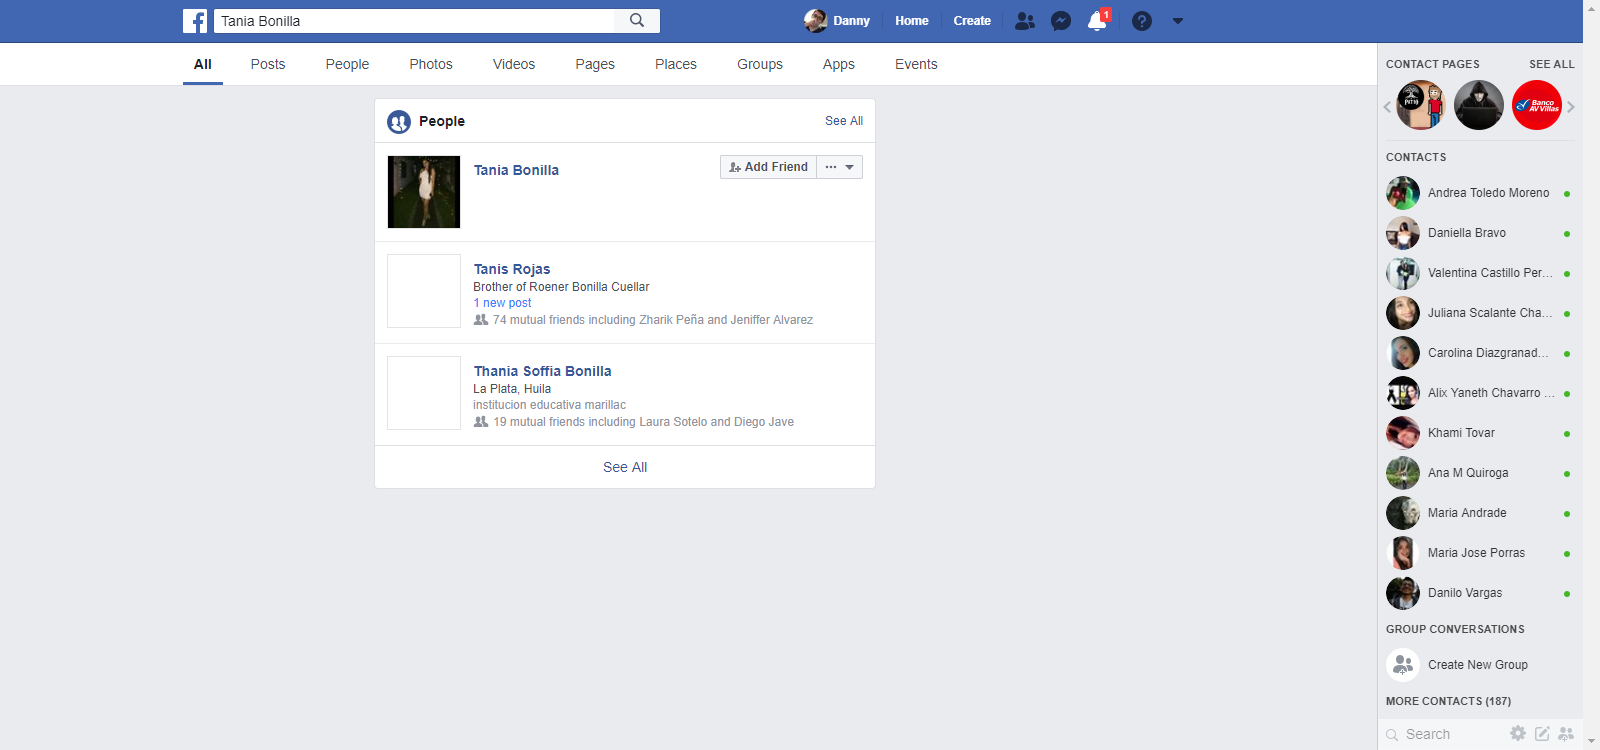 Tania Bonilla
Danny
Home
Create
1
All
Posts
People
Photos
Videos
Pages
Places
Groups
Apps
Events
People
See All
Tania Bonilla
Add Friend
Tanis Rojas
Brother of Roener Bonilla Cuellar
1 new post
74 mutual friends including Zharik Peña and Jeniffer Alvarez
Thania Soffia Bonilla
La Plata, Huila
institucion educativa marillac
19 mutual friends including Laura Sotelo and Diego Jave
See All
CONTACT PAGES
SEE ALL
Banco
AV Villas
CONTACTS
Andrea Toledo Moreno
Daniella Bravo
Valentina Castillo Per...
Juliana Scalante Cha...
Carolina Diazgranad...
Alix Yaneth Chavarro ...
Khami Tovar
Ana M Quiroga
Maria Andrade
Maria Jose Porras
Danilo Vargas
GROUP CONVERSATIONS
Create New Group
MORE CONTACTS (187)
Search